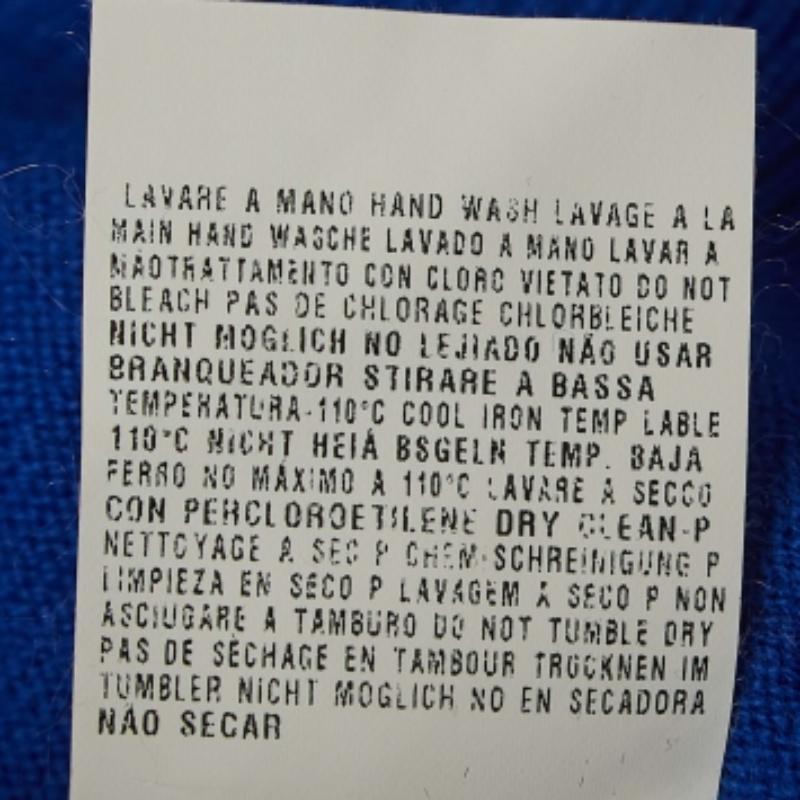 LAVARE A MANO HAND WASH LAVAGE A LA
MAIN HAND WASCHE LAVADO A MANO LAVAR A
MÃOTRATTAMENTO CON CLORO VIETATO DO NOT
BLEACH PAS DE CHLORAGE CHLORBLEICHE
NICHT MOGLICH NO LEJIADO NÃO USAR
BRANQUEADOR STIRARE A BASSA
TEMPERATURA-110°C COOL IRON TEMP LABLE
110°C NICHT HEIÁ BSGELN TEMP. BAJA
FERRO NO MÁXIMO A 110°C LAVARE A SECCO
CON PERCLOROETILENE DRY CLEAN-P
NETTOYAGE A SEC P CHEM-SCHREINIGUNG P
LIMPIEZA EN SECO P LAVAGEM A SECO P NON
ASCIUGARE A TAMBURO DO NOT TUMBLE DRY
PAS DE SÈCHAGE EN TAMBOUR TROCKNEN IM
TUMBLER NICHT MOGLICH NO EN SECADORA
NÃO SECAR